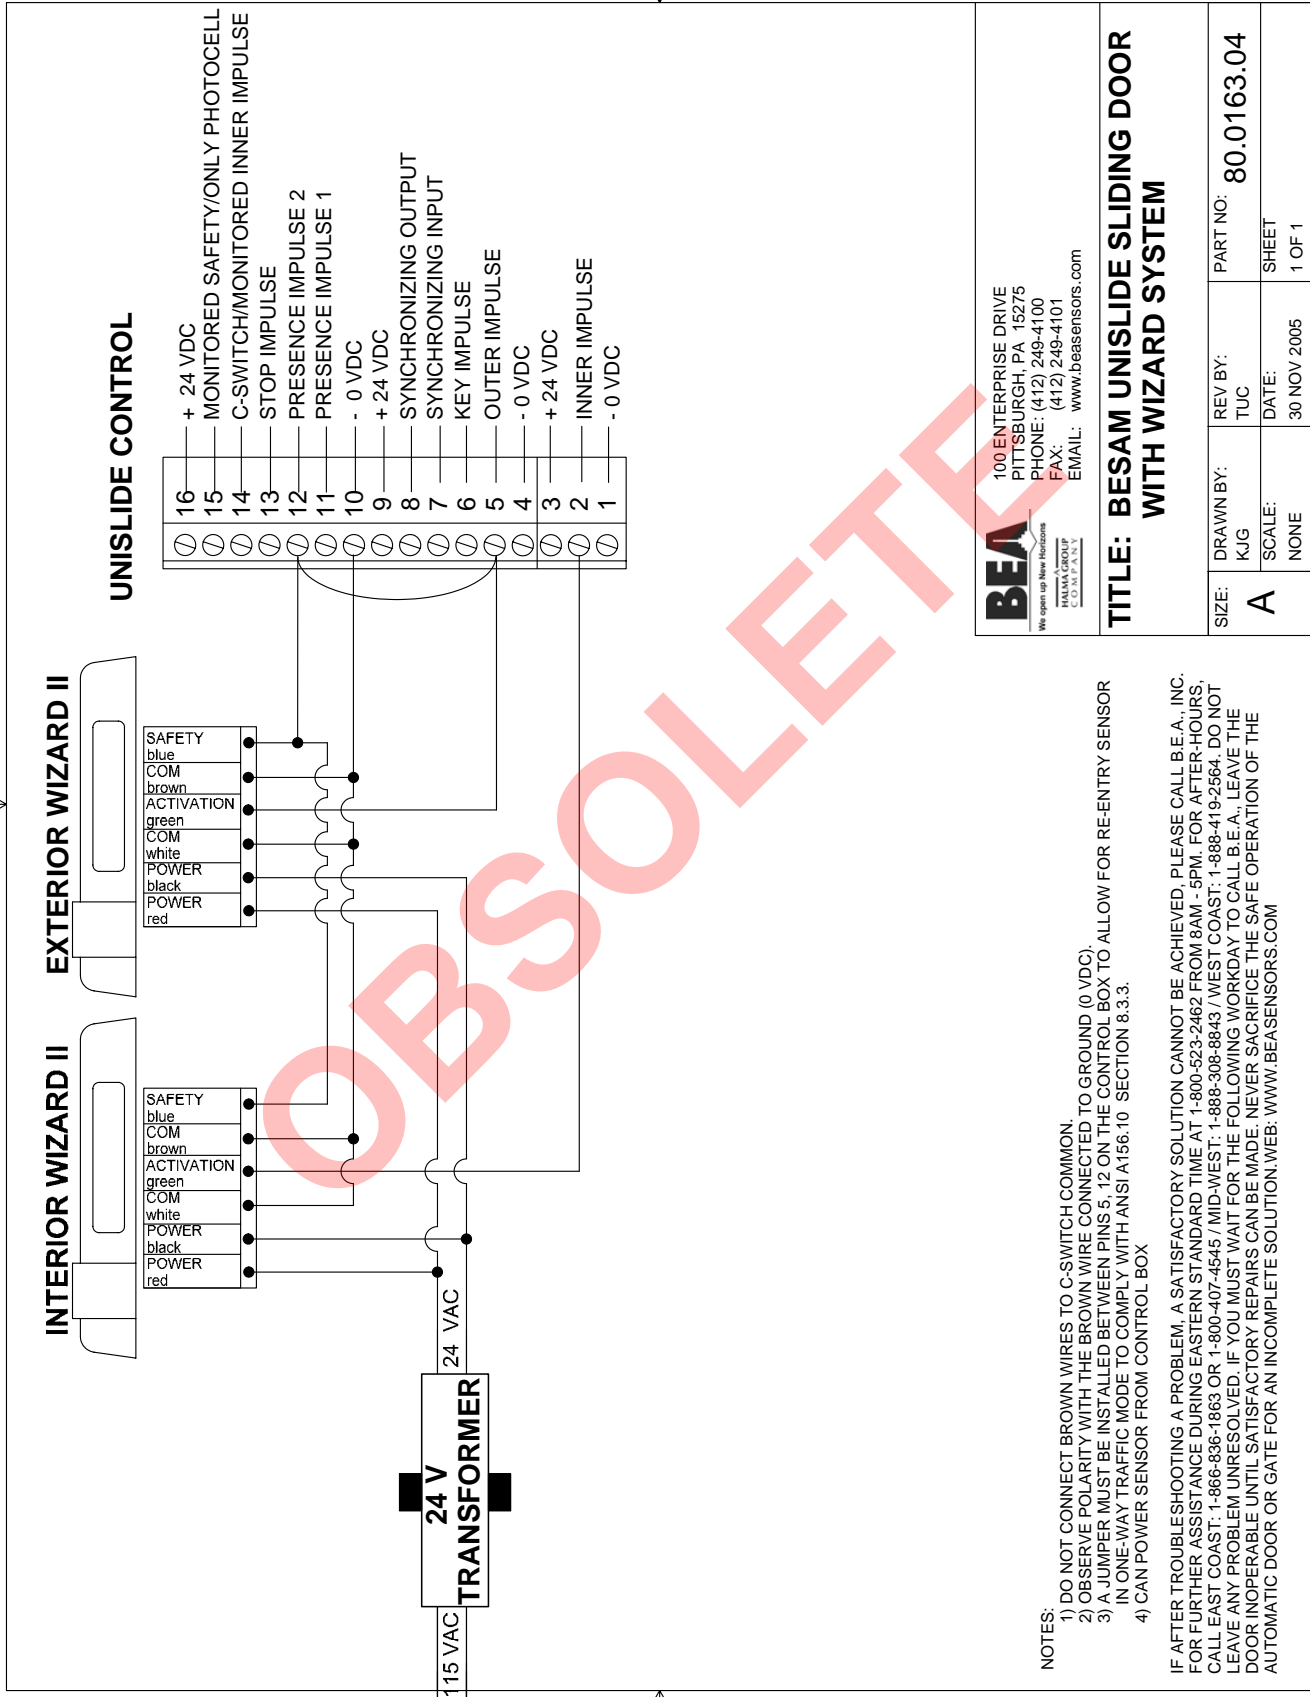 INTERIOR WIZARD II
EXTERIOR WIZARD II
UNISLIDE CONTROL
SAFETY
blue
COM
brown
ACTIVATION
green
COM
white
POWER
black
POWER
red
SAFETY
blue
COM
brown
ACTIVATION
green
COM
white
POWER
black
POWER
red
16 + 24 VDC
15 MONITORED SAFETY/ONLY PHOTOCELL
14 C-SWITCH/MONITORED INNER IMPULSE
13 STOP IMPULSE
12 PRESENCE IMPULSE 2
11 PRESENCE IMPULSE 1
10 - 0 VDC
9 + 24 VDC
8 SYNCHRONIZING OUTPUT
7 SYNCHRONIZING INPUT
6 KEY IMPULSE
5 OUTER IMPULSE
4 - 0 VDC
3 + 24 VDC
2 INNER IMPULSE
1 - 0 VDC
115 VAC
24 V
TRANSFORMER
24 VAC
OBSOLETE
NOTES:
1) DO NOT CONNECT BROWN WIRES TO C-SWITCH COMMON.
2) OBSERVE POLARITY WITH THE BROWN WIRE CONNECTED TO GROUND (0 VDC).
3) A JUMPER MUST BE INSTALLED BETWEEN PINS 5, 12 ON THE CONTROL BOX TO ALLOW FOR RE-ENTRY SENSOR
IN ONE-WAY TRAFFIC MODE TO COMPLY WITH ANSI A156.10 SECTION 8.3.3.
4) CAN POWER SENSOR FROM CONTROL BOX
IF AFTER TROUBLESHOOTING A PROBLEM, A SATISFACTORY SOLUTION CANNOT BE ACHIEVED, PLEASE CALL B.E.A., INC.
FOR FURTHER ASSISTANCE DURING EASTERN STANDARD TIME AT 1-800-523-2462 FROM 8AM - 5PM. FOR AFTER-HOURS,
CALL EAST COAST: 1-866-836-1863 OR 1-800-407-4545 / MID-WEST: 1-888-308-8843 / WEST COAST: 1-888-419-2564. DO NOT
LEAVE ANY PROBLEM UNRESOLVED. IF YOU MUST WAIT FOR THE FOLLOWING WORKDAY TO CALL B.E.A., LEAVE THE
DOOR INOPERABLE UNTIL SATISFACTORY REPAIRS CAN BE MADE. NEVER SACRIFICE THE SAFE OPERATION OF THE
AUTOMATIC DOOR OR GATE FOR AN INCOMPLETE SOLUTION.WEB: WWW.BEASENSORS.COM
BEA
We open up New Horizons
A
HALMA GROUP
COMPANY
100 ENTERPRISE DRIVE
PITTSBURGH, PA 15275
PHONE: (412) 249-4100
FAX: (412) 249-4101
EMAIL: www.beasensors.com
TITLE: BESAM UNISLIDE SLIDING DOOR
WITH WIZARD SYSTEM
SIZE:
A
DRAWN BY:
KJG
REV BY:
TUC
PART NO:
80.0163.04
SCALE:
NONE
DATE:
30 NOV 2005
SHEET
1 OF 1